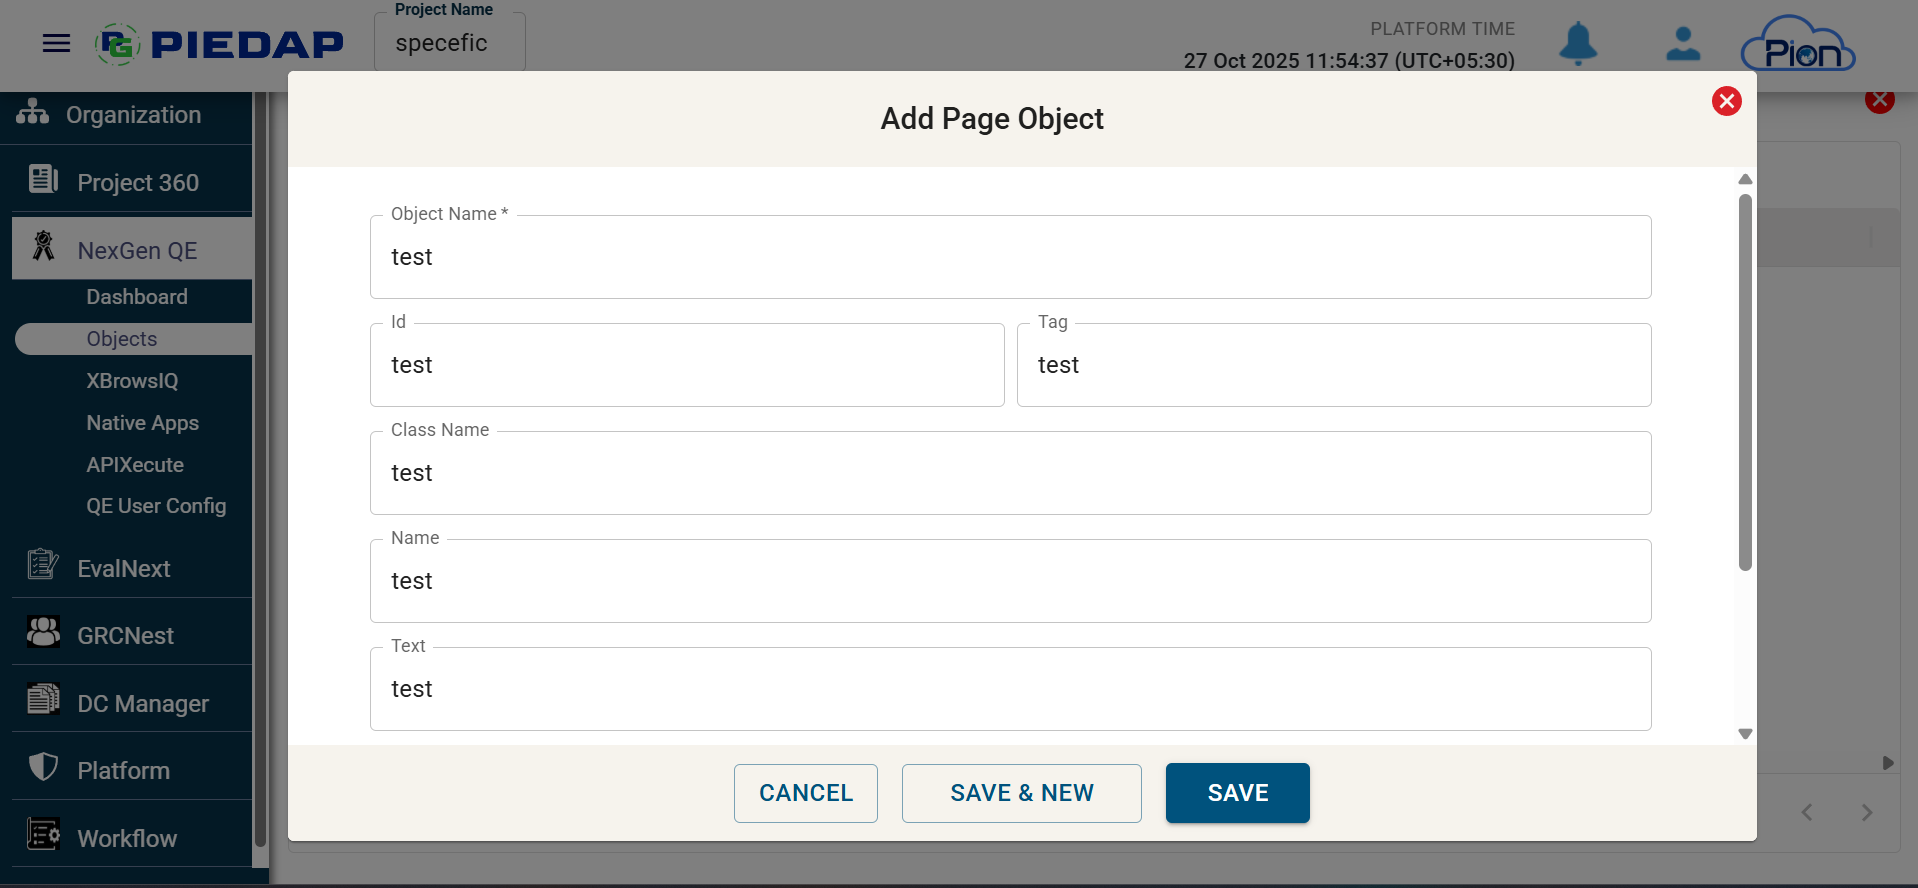 PIEDAP
Project Name
specefic
PLATFORM TIME
27 Oct 2025 11:54:37 (UTC+05:30)
Pion
Organization
Project 360
NexGen QE
Dashboard
Objects
XBrowsIQ
Native Apps
APIXecute
QE User Config
EvalNext
GRCNest
DC Manager
Platform
Workflow
Add Page Object
Object Name *
test
Id
test
Tag
test
Class Name
test
Name
test
Text
test
CANCEL
SAVE & NEW
SAVE